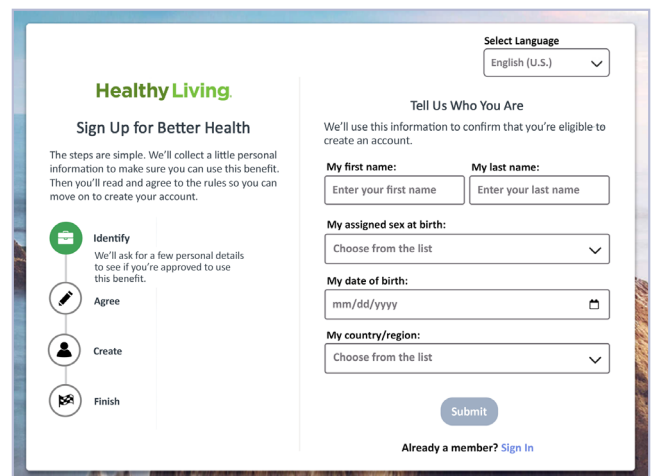 Select Language
English (U.S.)
Healthy Living.
Sign Up for Better Health
The steps are simple. We'll collect a little personal
information to make sure you can use this benefit.
Then you'll read and agree to the rules so you can
move on to create your account.
Identify
We'll ask for a few personal details
to see if you're approved to use
this benefit.
Agree
Create
Finish
Tell Us Who You Are
We'll use this information to confirm that you're eligible to
create an account.
My first name: My last name:
Enter your first name Enter your last name
My assigned sex at birth:
Choose from the list
My date of birth:
mm/dd/yyyy
My country/region:
Choose from the list
Submit
Already a member? Sign In